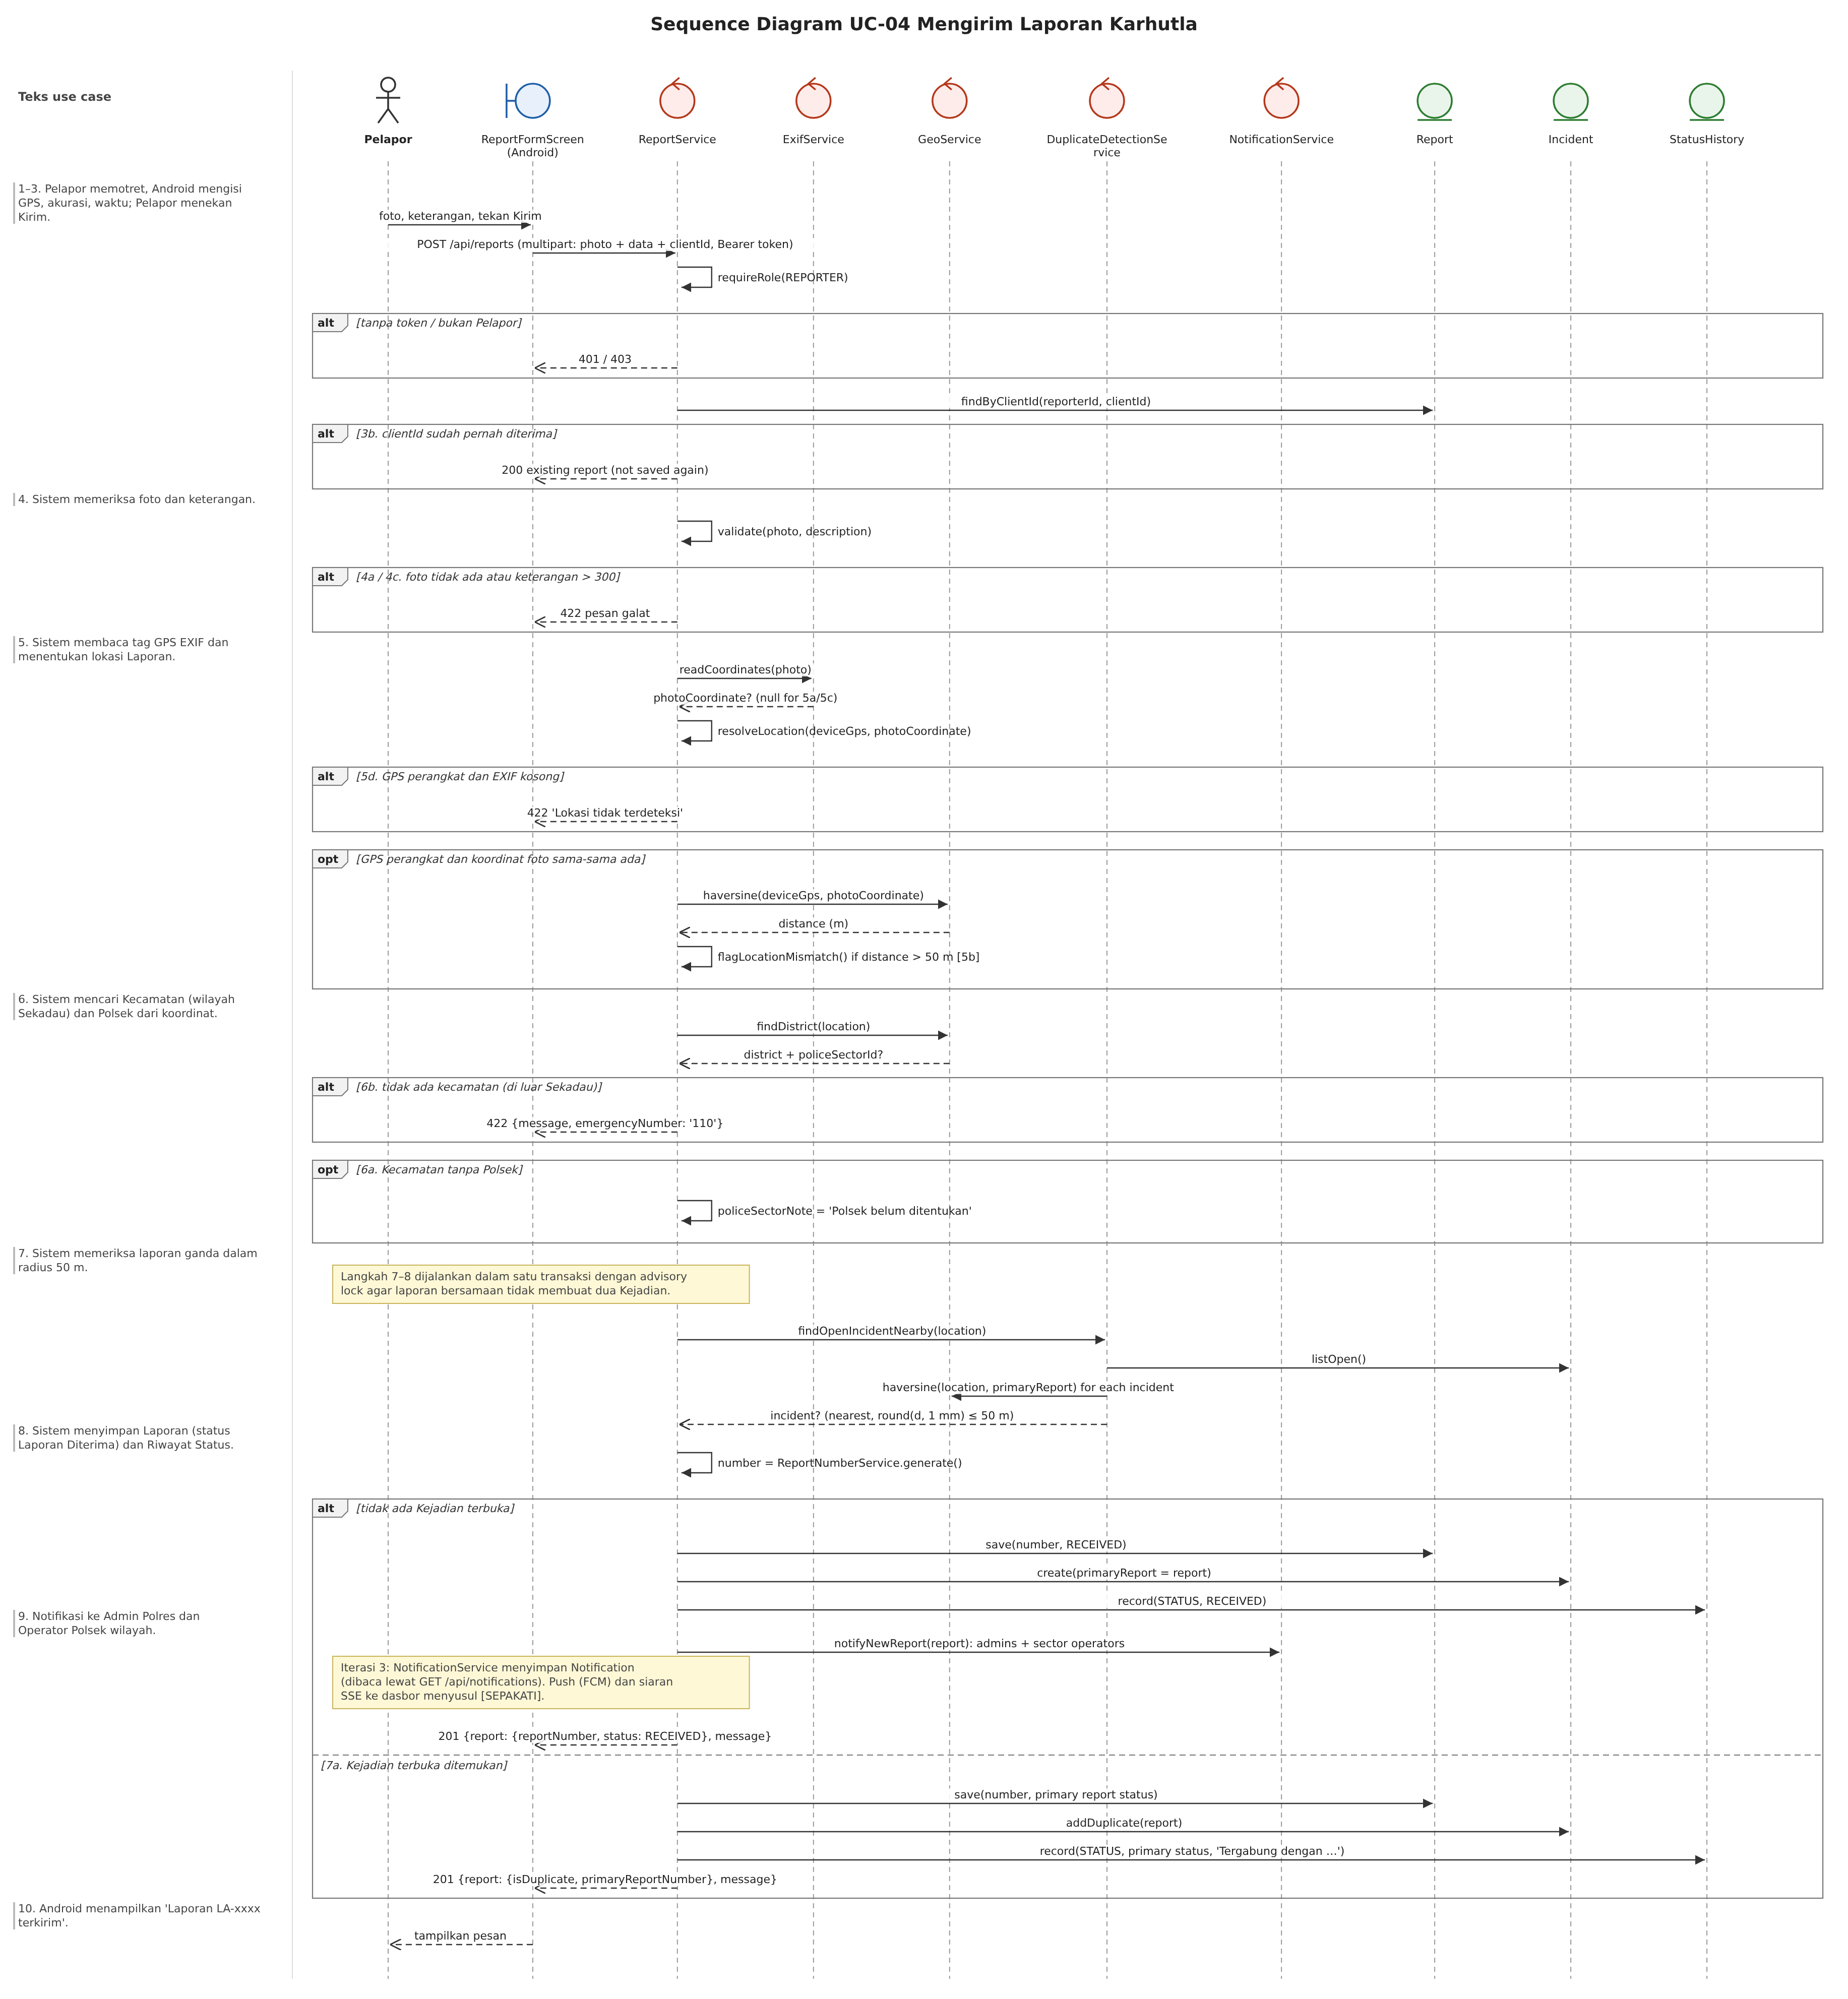 Sequence Diagram UC-04 Mengirim Laporan Karhutla
Teks use case
Pelapor
ReportFormScreen
(Android)
ReportService
ExifService
GeoService
DuplicateDetectionSe
rvice
NotificationService
Report
Incident
StatusHistory
1–3. Pelapor memotret, Android mengisi
GPS, akurasi, waktu; Pelapor menekan
Kirim.
foto, keterangan, tekan Kirim
POST /api/reports (multipart: photo + data + clientId, Bearer token)
requireRole(REPORTER)
alt [tanpa token / bukan Pelapor]
401 / 403
findByClientId(reporterId, clientId)
alt [3b. clientId sudah pernah diterima]
200 existing report (not saved again)
4. Sistem memeriksa foto dan keterangan.
validate(photo, description)
alt [4a / 4c. foto tidak ada atau keterangan > 300]
422 pesan galat
5. Sistem membaca tag GPS EXIF dan
menentukan lokasi Laporan.
readCoordinates(photo)
photoCoordinate? (null for 5a/5c)
resolveLocation(deviceGps, photoCoordinate)
alt [5d. GPS perangkat dan EXIF kosong]
422 'Lokasi tidak terdeteksi'
opt [GPS perangkat dan koordinat foto sama-sama ada]
haversine(deviceGps, photoCoordinate)
distance (m)
flagLocationMismatch() if distance > 50 m [5b]
6. Sistem mencari Kecamatan (wilayah
Sekadau) dan Polsek dari koordinat.
findDistrict(location)
district + policeSectorId?
alt [6b. tidak ada kecamatan (di luar Sekadau)]
422 {message, emergencyNumber: '110'}
opt [6a. Kecamatan tanpa Polsek]
policeSectorNote = 'Polsek belum ditentukan'
7. Sistem memeriksa laporan ganda dalam
radius 50 m.
Langkah 7–8 dijalankan dalam satu transaksi dengan advisory
lock agar laporan bersamaan tidak membuat dua Kejadian.
findOpenIncidentNearby(location)
listOpen()
haversine(location, primaryReport) for each incident
incident? (nearest, round(d, 1 mm) ≤ 50 m)
8. Sistem menyimpan Laporan (status
Laporan Diterima) dan Riwayat Status.
number = ReportNumberService.generate()
alt [tidak ada Kejadian terbuka]
save(number, RECEIVED)
create(primaryReport = report)
record(STATUS, RECEIVED)
9. Notifikasi ke Admin Polres dan
Operator Polsek wilayah.
notifyNewReport(report): admins + sector operators
Iterasi 3: NotificationService menyimpan Notification
(dibaca lewat GET /api/notifications). Push (FCM) dan siaran
SSE ke dasbor menyusul [SEPAKATI].
201 {report: {reportNumber, status: RECEIVED}, message}
[7a. Kejadian terbuka ditemukan]
save(number, primary report status)
addDuplicate(report)
record(STATUS, primary status, 'Tergabung dengan …')
201 {report: {isDuplicate, primaryReportNumber}, message}
10. Android menampilkan 'Laporan LA-xxxx
terkirim'.
tampilkan pesan